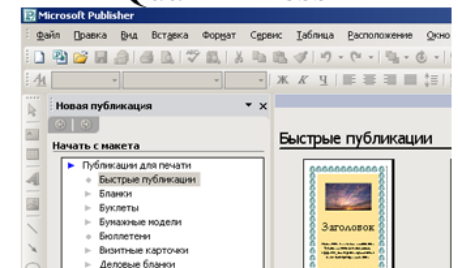 Microsoft Publisher
Файл Правка Вид Вставка Формат Сервис Таблица Расположение Окно
Ж К Ч
Новая публикация
Начать с макета
Публикации для печати
Быстрые публикации
Бланки
Буклеты
Бумажные модели
Бюллетени
Визитные карточки
Деловые бланки
Быстрые публикации
Заголовок